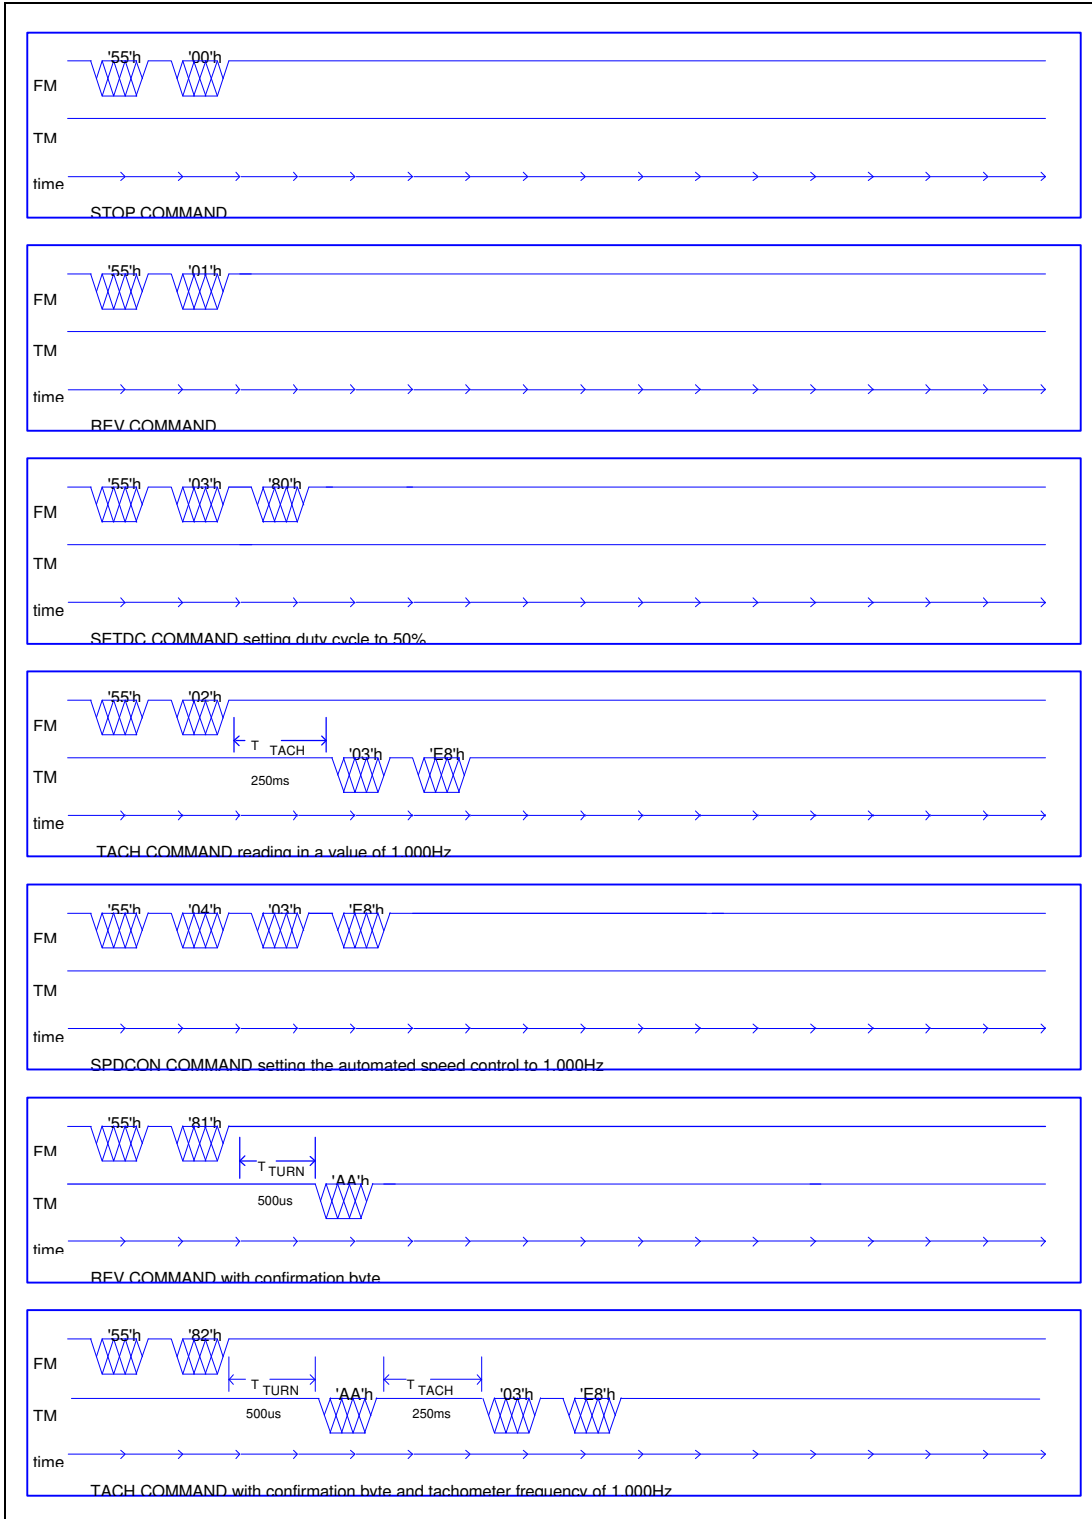 '55'h '00'h
FM
TM
time
STOP COMMAND
'55'h '01'h
FM
TM
time
REV COMMAND
'55'h '03'h '80'h
FM
TM
time
SETDC COMMAND setting duty cycle to 50%
'55'h '02'h
FM
T TACH
'03'h 'E8'h
TM
250ms
time
TACH COMMAND reading in a value of 1.000Hz
'55'h '04'h '03'h 'E8'h
FM
TM
time
SPDCON COMMAND setting the automated speed control to 1.000Hz
'55'h '81'h
FM
T TURN
'AA'h
TM
500us
time
REV COMMAND with confirmation byte
'55'h '82'h
FM
T TURN T TACH
'AA'h '03'h 'E8'h
TM
500us 250ms
time
TACH COMMAND with confirmation byte and tachometer frequency of 1.000Hz